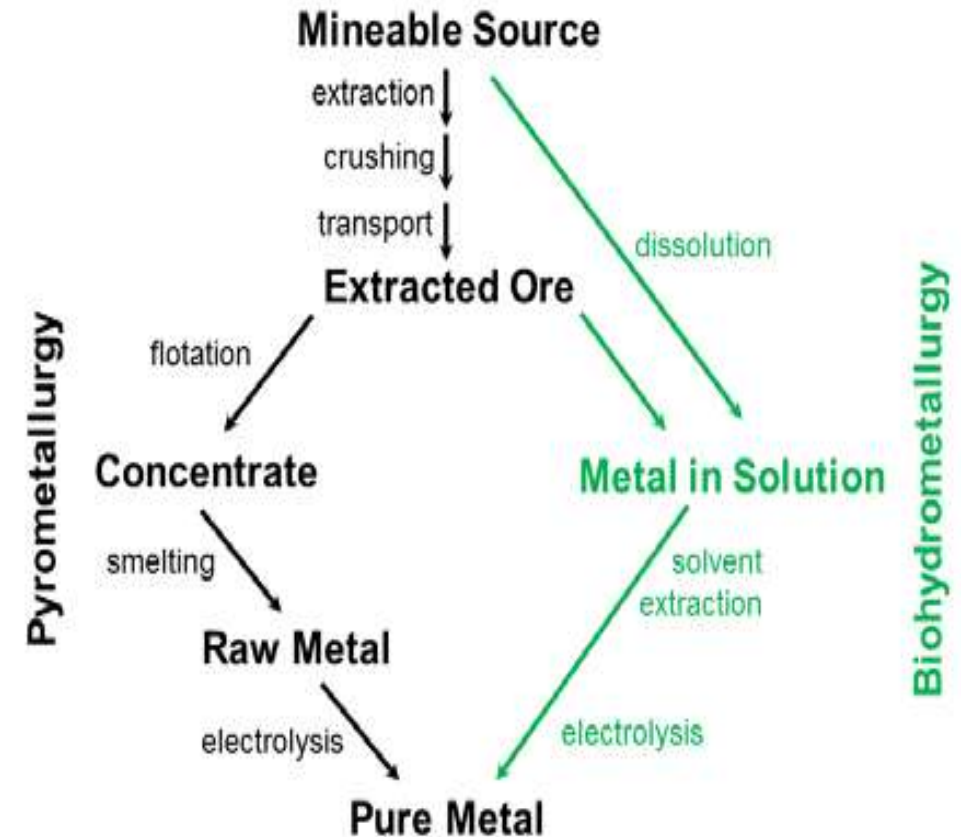 Mineable Source
extraction
crushing
transport
dissolution
Extracted Ore
flotation
Pyrometallurgy
Biohydrometallurgy
Concentrate
Metal in Solution
smelting
solvent
extraction
Raw Metal
electrolysis
electrolysis
Pure Metal